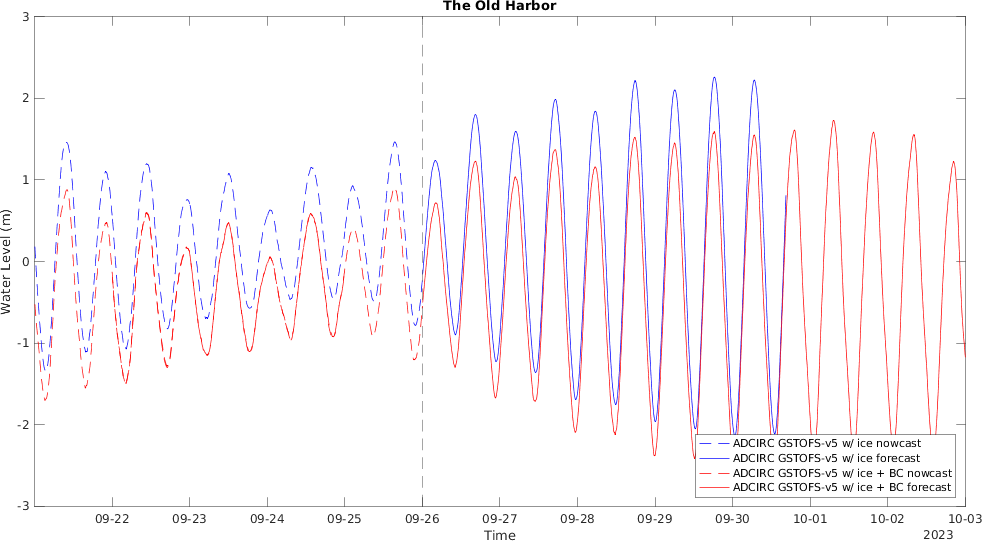 The Old Harbor
3
2
1
0
-1
-2
-3
Water Level (m)
ADCIRC GSTOFS-v5 w/ ice nowcast
ADCIRC GSTOFS-v5 w/ ice forecast
ADCIRC GSTOFS-v5 w/ ice + BC nowcast
ADCIRC GSTOFS-v5 w/ ice + BC forecast
09-22 09-23 09-24 09-25 09-26 09-27 09-28 09-29 09-30 10-01 10-02 10-03
Time 2023